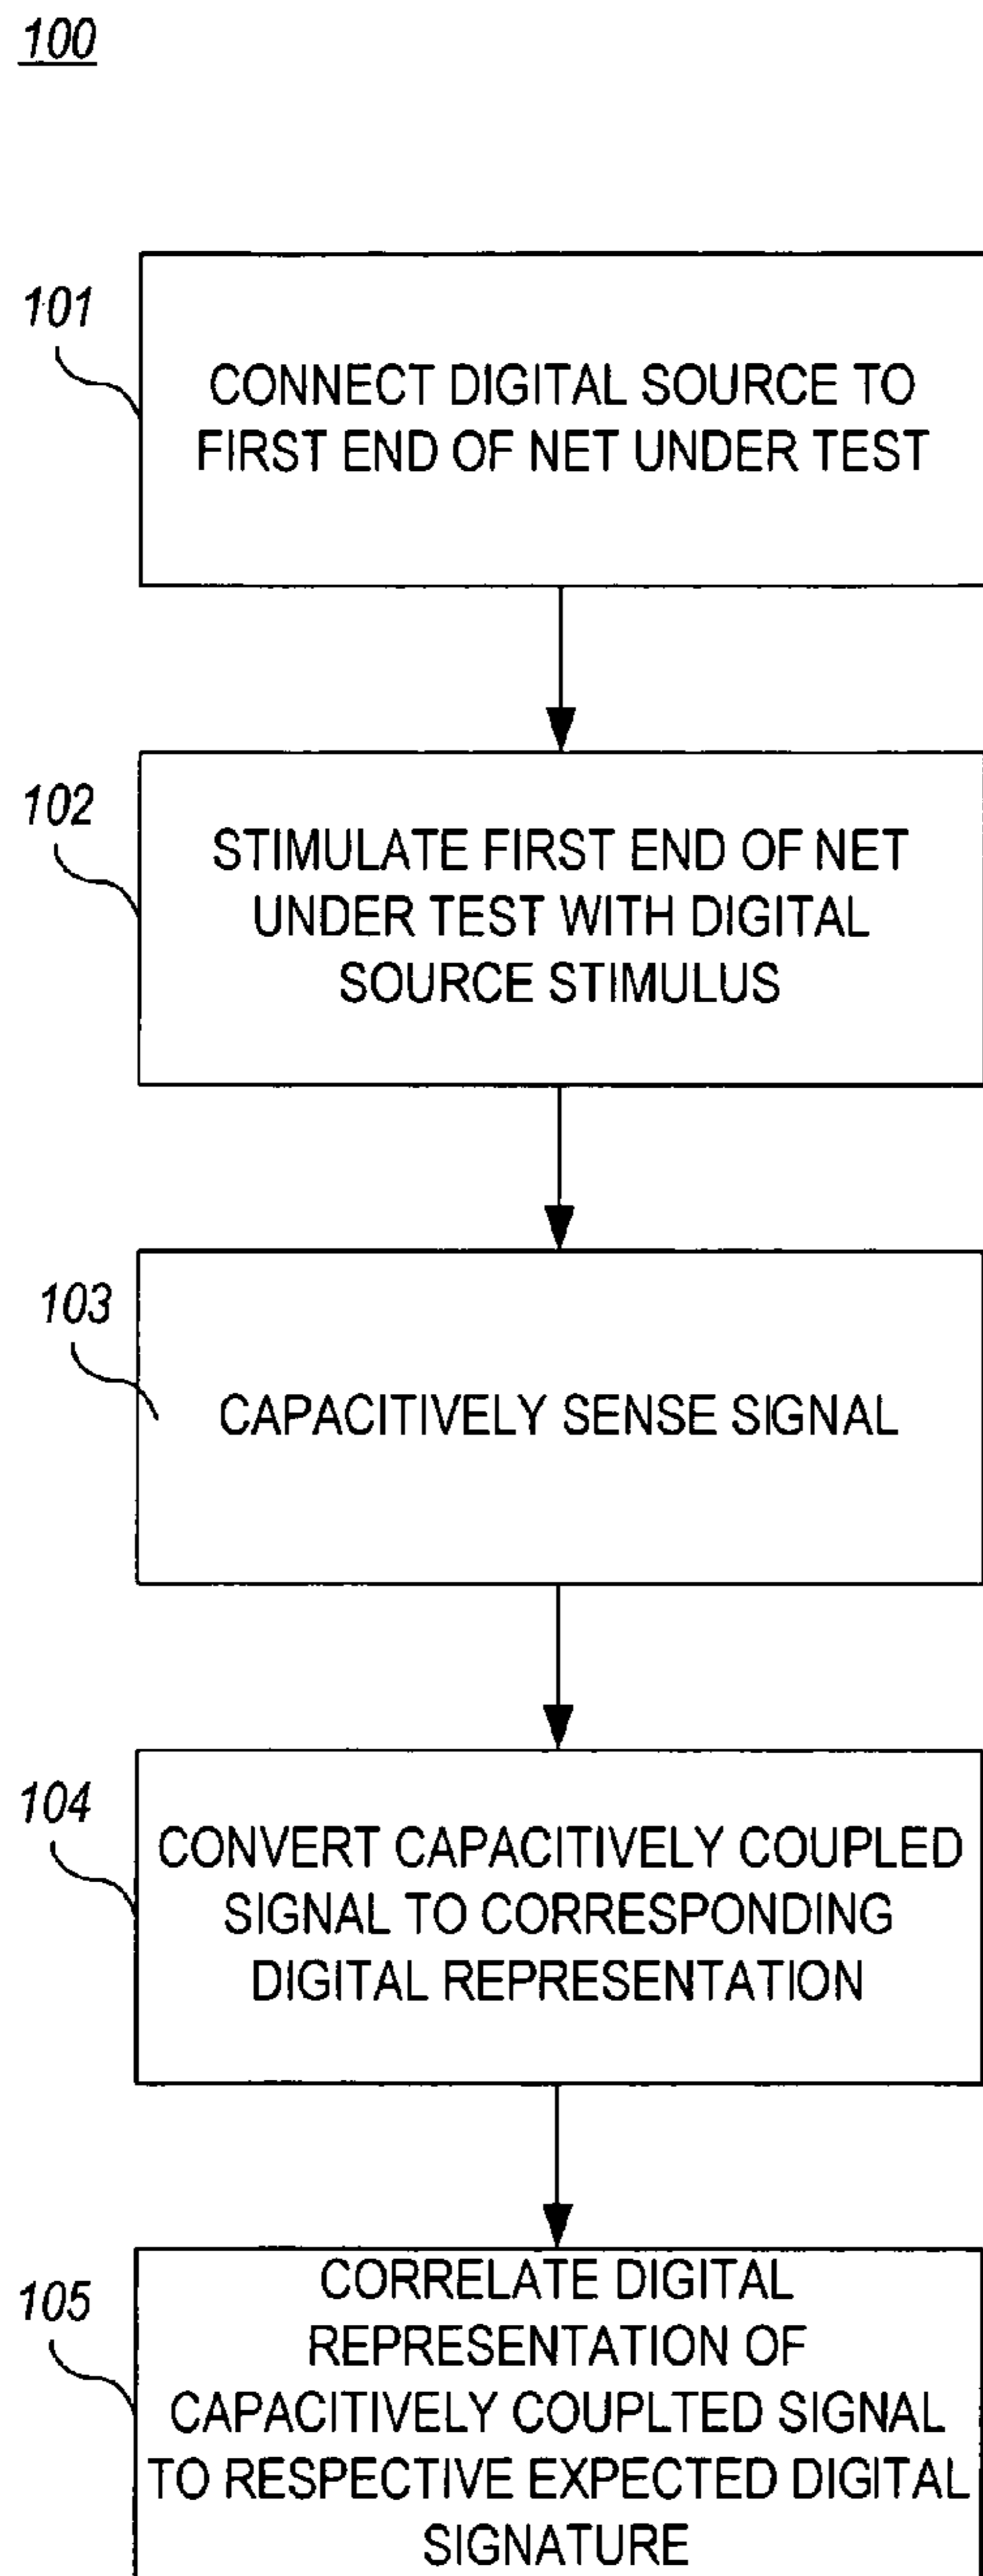 100
101
CONNECT DIGITAL SOURCE TO
FIRST END OF NET UNDER TEST
102
STIMULATE FIRST END OF NET
UNDER TEST WITH DIGITAL
SOURCE STIMULUS
103
CAPACITIVELY SENSE SIGNAL
104
CONVERT CAPACITIVELY COUPLED
SIGNAL TO CORRESPONDING
DIGITAL REPRESENTATION
105
CORRELATE DIGITAL
REPRESENTATION OF
CAPACITIVELY COUPLTED SIGNAL
TO RESPECTIVE EXPECTED DIGITAL
SIGNATURE